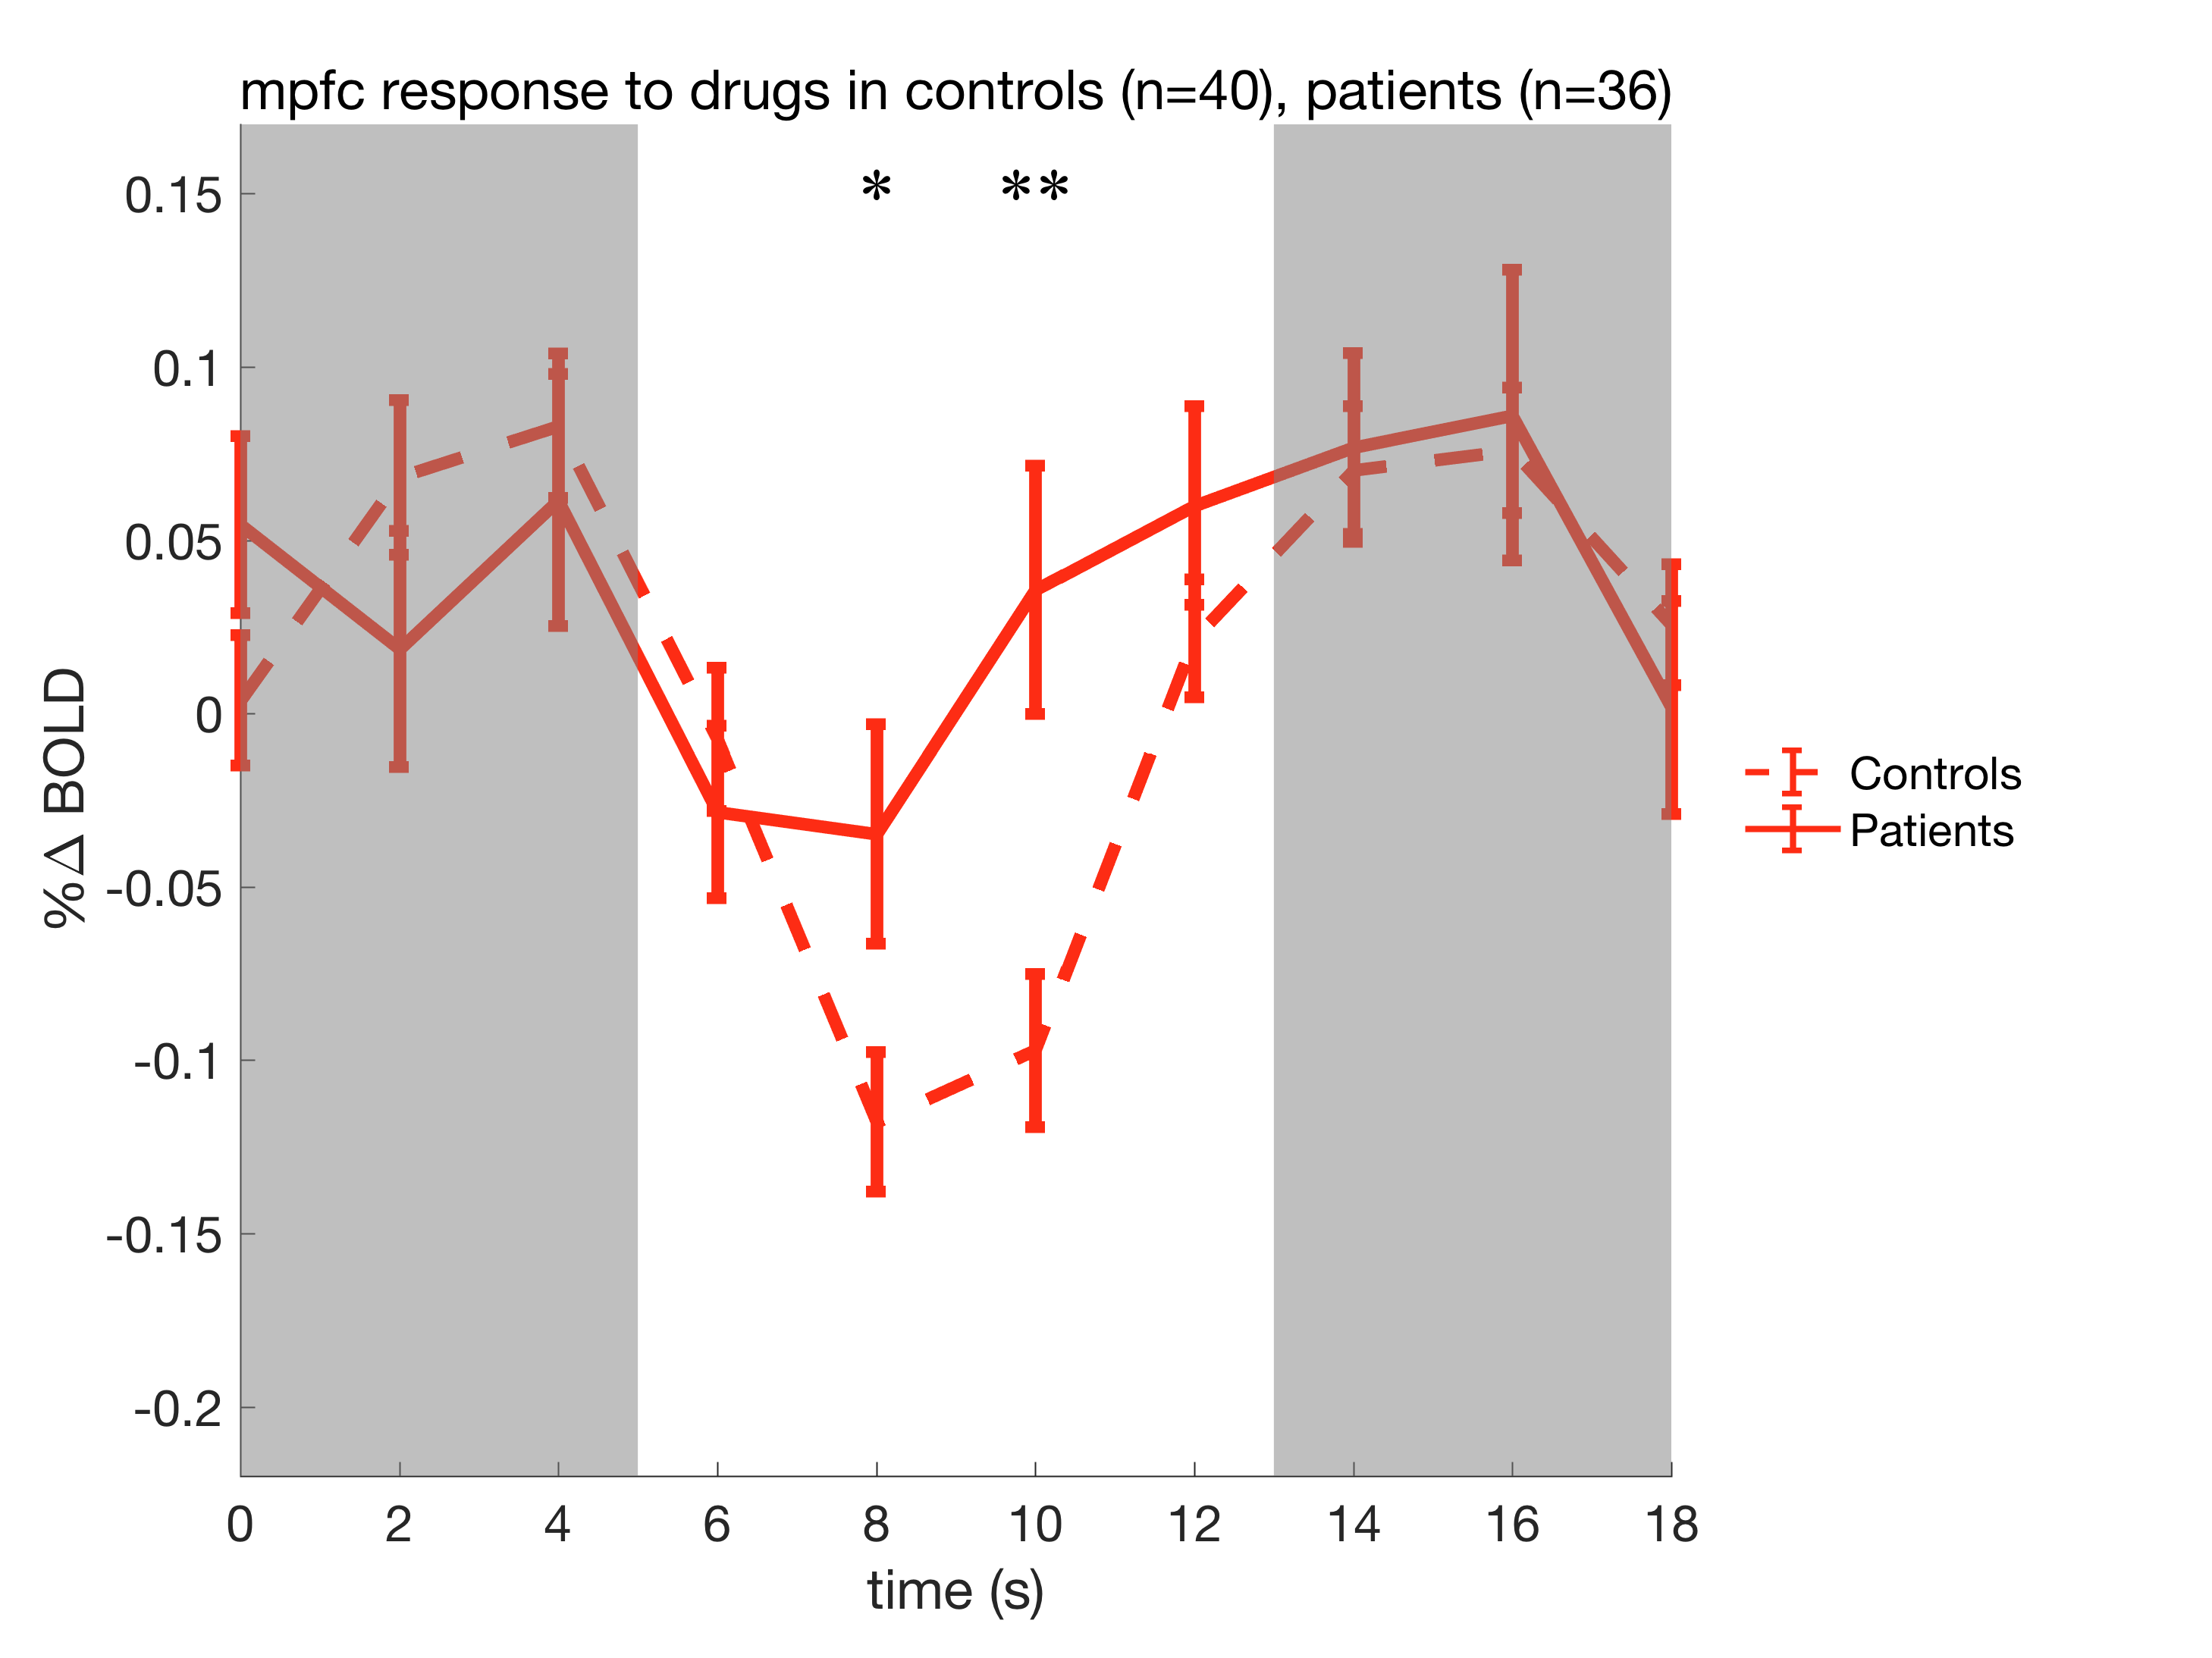 mpfc response to drugs in controls (n=40), patients (n=36)
* **
0.15
0.1
0.05
0
-0.05
-0.1
-0.15
-0.2
%Δ BOLD
0 2 4 6 8 10 12 14 16 18
time (s)
Controls
Patients